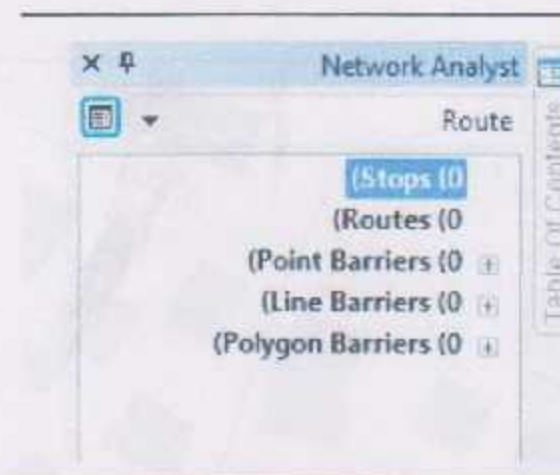 Network Analyst
Route
(Stops (0
(Routes (0
(Point Barriers (0
(Line Barriers (0
(Polygon Barriers (0
Table Of Contents